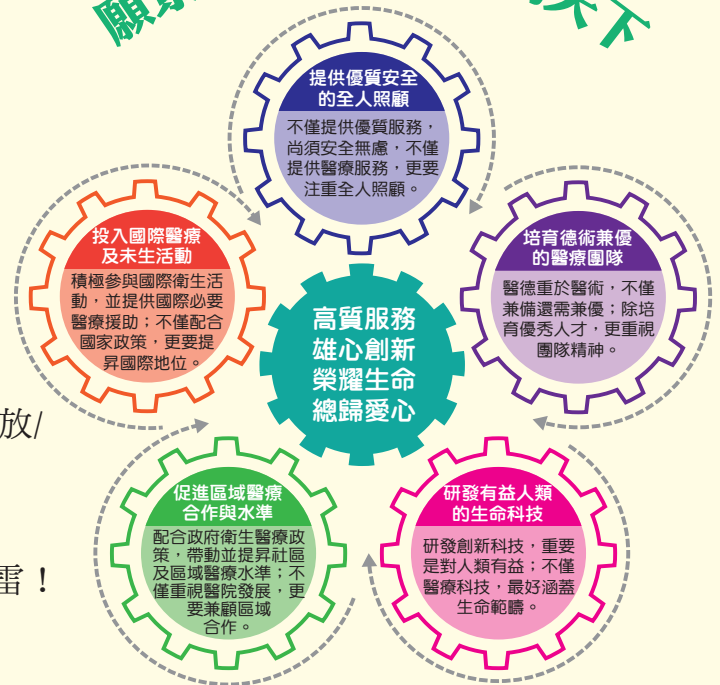 願
天下
提供優質安全
的全人照顧
不僅提供優質服務，
尚須安全無慮，不僅
提供醫療服務，更要
注重全人照顧。
培育德術兼優
的醫療團隊
醫德重於醫術，不僅
兼備還需兼優；除培
育優秀人才，更重視
團隊精神。
研發有益人類
的生命科技
研發創新科技，重要
是對人類有益；不僅
醫療科技，最好涵蓋
生命範疇。
促進區域醫療
合作與水準
配合政府衛生醫療政
策，帶動並提昇社區
及區域醫療水準；不
僅重視醫院發展，更
要兼顧區域
合作。
投入國際醫療
及未生活動
積極參與國際衛生活
動，並提供國際必要
醫療援助；不僅配合
國家政策，更要提
昇國際地位。
高質服務
雄心創新
榮耀生命
總歸愛心
放/
雷！